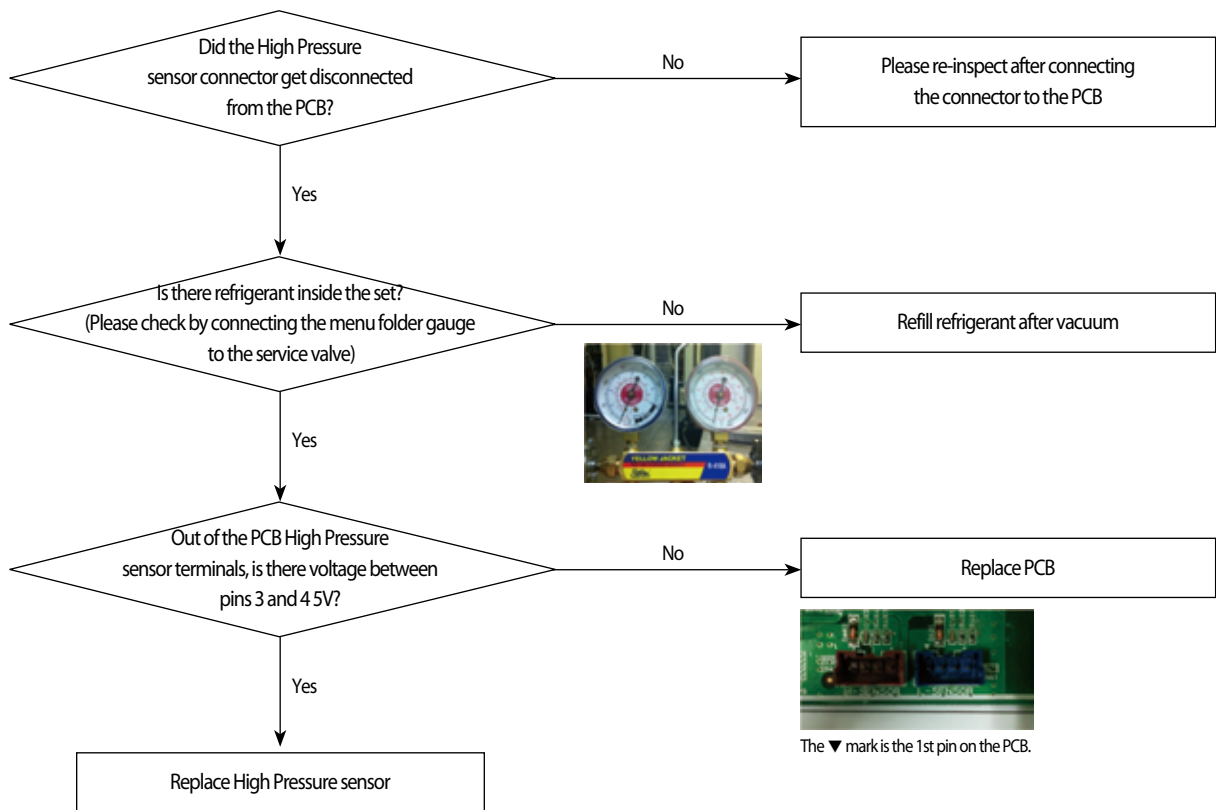 Did the High Pressure
sensor connector get disconnected
from the PCB?
No
Please re-inspect after connecting
the connector to the PCB
Yes
Is there refrigerant inside the set?
(Please check by connecting the menu folder gauge
to the service valve)
No
Refill refrigerant after vacuum
YELLOW JACKET
Yes
Out of the PCB High Pressure
sensor terminals, is there voltage between
pins 3 and 4 5V?
No
Replace PCB
Yes
The ▼ mark is the 1st pin on the PCB.
Replace High Pressure sensor